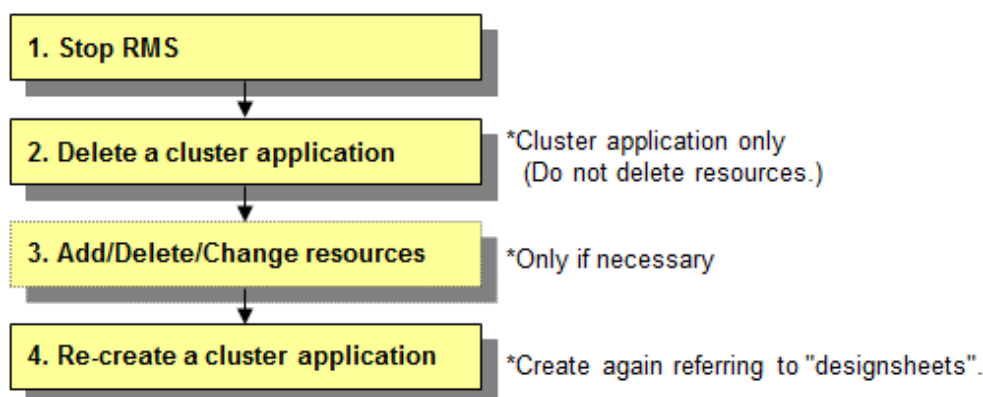 1. Stop RMS
2. Delete a cluster application
*Cluster application only
(Do not delete resources.)
3. Add/Delete/Change resources
*Only if necessary
4. Re-create a cluster application
*Create again referring to "designsheets".